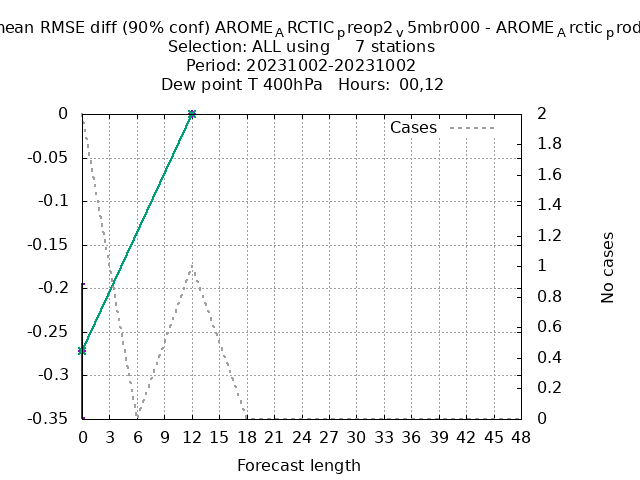 RMSE diff (90% conf) AROME_ARCTIC_preop2_v5mbr000 - AROME_Arctic_
Selection: ALL using 7 stations
Period: 20231002-20231002
Dew point T 400hPa Hours: 00,12
Cases
0
-0.05
-0.1
-0.15
-0.2
-0.25
-0.3
-0.35
2
1.8
1.6
1.4
1.2
1
0.8
0.6
0.4
0.2
0
No cases
0 3 6 9 12 15 18 21 24 27 30 33 36 39 42 45 48
Forecast length